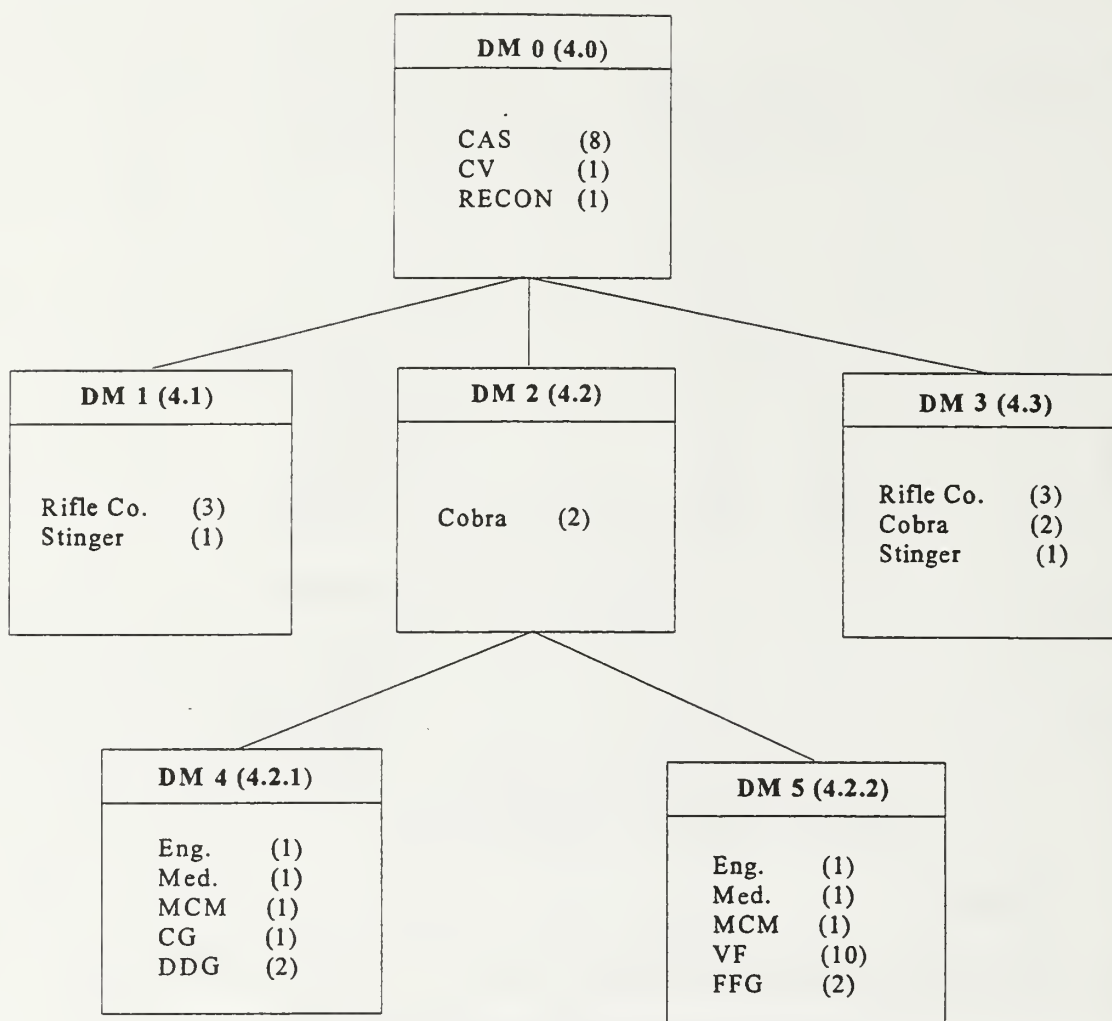 DM 0 (4.0)
CAS (8)
CV (1)
RECON (1)
DM 1 (4.1)
Rifle Co. (3)
Stinger (1)
DM 2 (4.2)
Cobra (2)
DM 3 (4.3)
Rifle Co. (3)
Cobra (2)
Stinger (1)
DM 4 (4.2.1)
Eng. (1)
Med. (1)
MCM (1)
CG (1)
DDG (2)
DM 5 (4.2.2)
Eng. (1)
Med. (1)
MCM (1)
VF (10)
FFG (2)